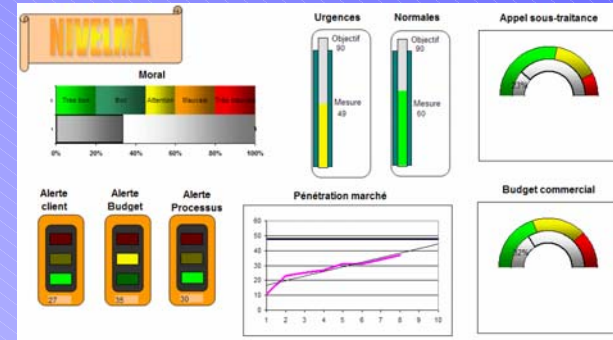 NIVELMA
Urgences
Normales
Appel sous-traitance
Objectif
90
Objectif
90
Moral
Très bon
Bon
Attention
Mauvais
Mesure
49
Mesure
60
0%
20%
40%
60%
80%
100%
Alerte
client
Alerte
Budget
Alerte
Processus
Pénétration marché
Budget commercial
60
50
40
30
20
10
0
1 2 3 4 5 6 7 8 9 10
27
35
30